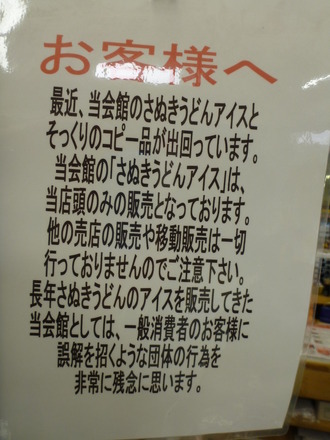 お客様へ
最近、当会館のさぬきうどんアイスと
そっくりのコピー品が出回っています。
当会館の「さぬきうどんアイス」は、
当店頭のみの販売となっております。
他の売店の販売や移動販売は一切
行っておりませんのでご注意下さい。
長年さぬきうどんのアイスを販売してきた
当会館としては、一般消費者のお客様に
誤解を招くような団体の行為を
非常に残念に思います。